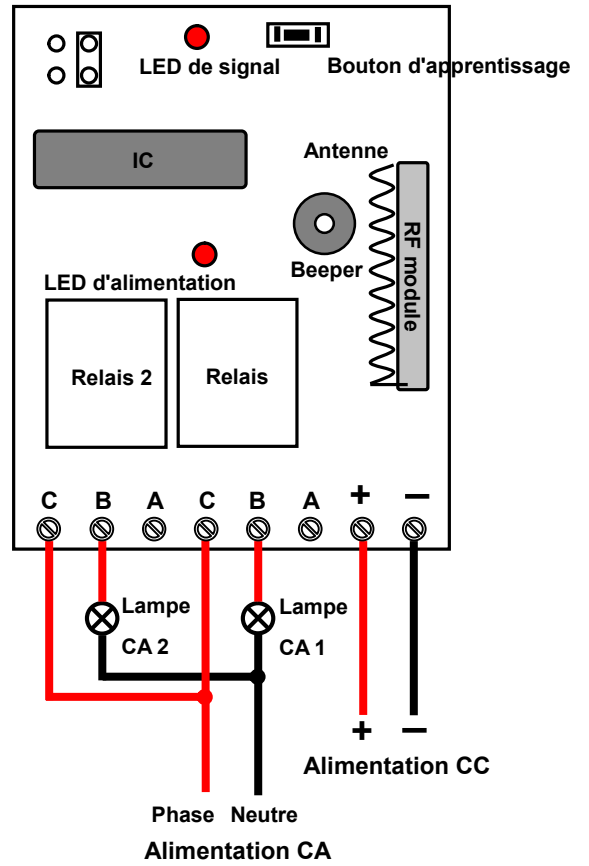 LED de signal
Bouton d'apprentissage
IC
Antenne
RF module
Beeper
LED d'alimentation
Relais 2
Relais
C B A C B A + −
Lampe
CA 2
Lampe
CA 1
+ −
Alimentation CC
Phase Neutre
Alimentation CA